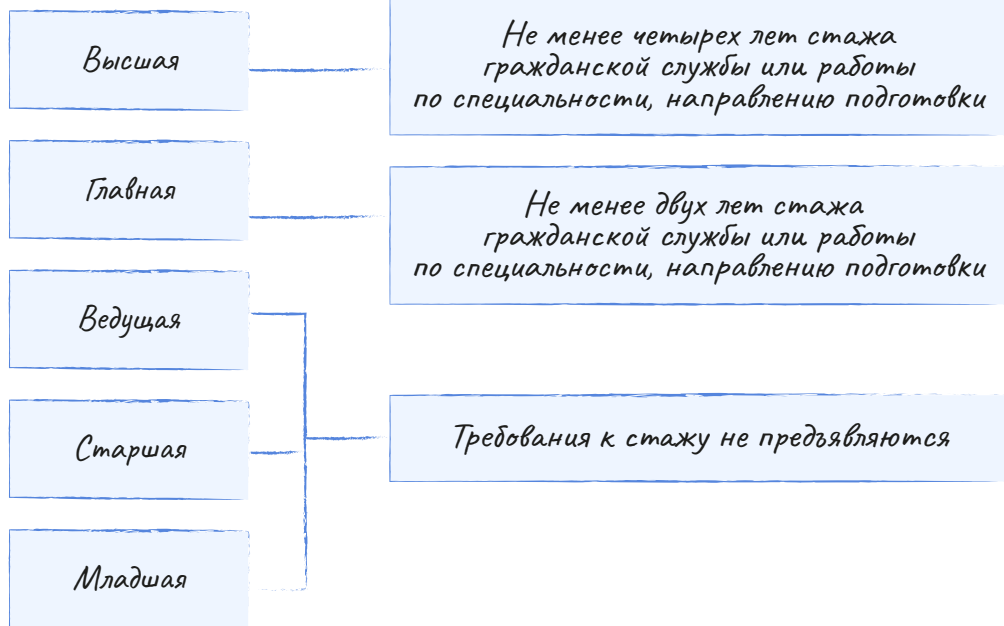 Высшая
Не менее четырех лет стажа
гражданской службы или работы
по специальности, направлению подготовки
Главная
Не менее двух лет стажа
гражданской службы или работы
по специальности, направлению подготовки
Ведущая
Старшая
Требования к стажу не предъявляются
Младшая